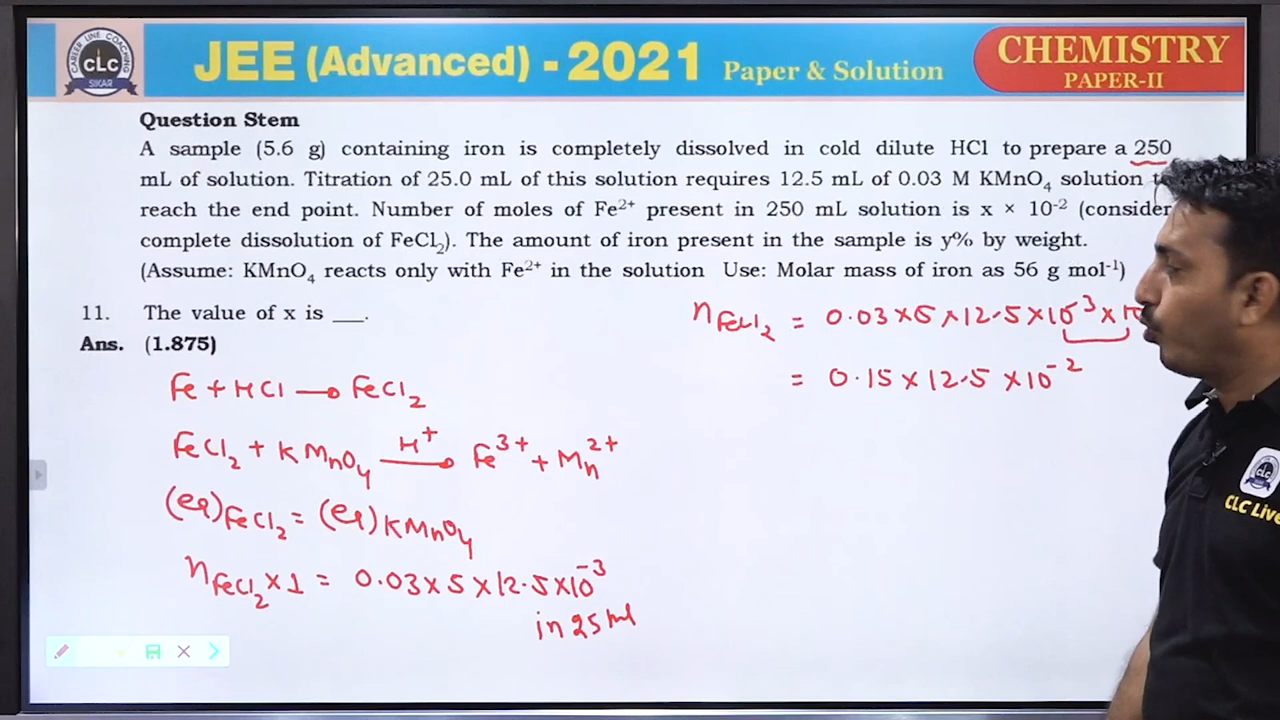 CAREER LINE COACHING
CLC
SIKAR
JEE (Advanced) - 2021 Paper & Solution
CHEMISTRY
PAPER-II
Question Stem
A sample (5.6 g) containing iron is completely dissolved in cold dilute HCl to prepare a 250
mL of solution. Titration of 25.0 mL of this solution requires 12.5 mL of 0.03 M KMnO₄ solution
reach the end point. Number of moles of Fe²⁺ present in 250 mL solution is x × 10⁻² (consider
complete dissolution of FeCl₂). The amount of iron present in the sample is y% by weight.
(Assume: KMnO₄ reacts only with Fe²⁺ in the solution Use: Molar mass of iron as 56 g mol⁻¹)
11. The value of x is ___.
Ans. (1.875)
Fe + HCl ⟶ FeCl₂
FeCl₂ + KMnO₄ ⟶ᴴ⁺ Fe³⁺ + Mn²⁺
(eq)FeCl₂ = (eq)KMnO₄
nFeCl₂ × 1 = 0.03 × 5 × 12.5 × 10⁻³
in 25 ml
nFeCl₂ = 0.03 × 5 × 12.5 × 10⁻³ ×
= 0.15 × 12.5 × 10⁻²
CLC
CLC Live